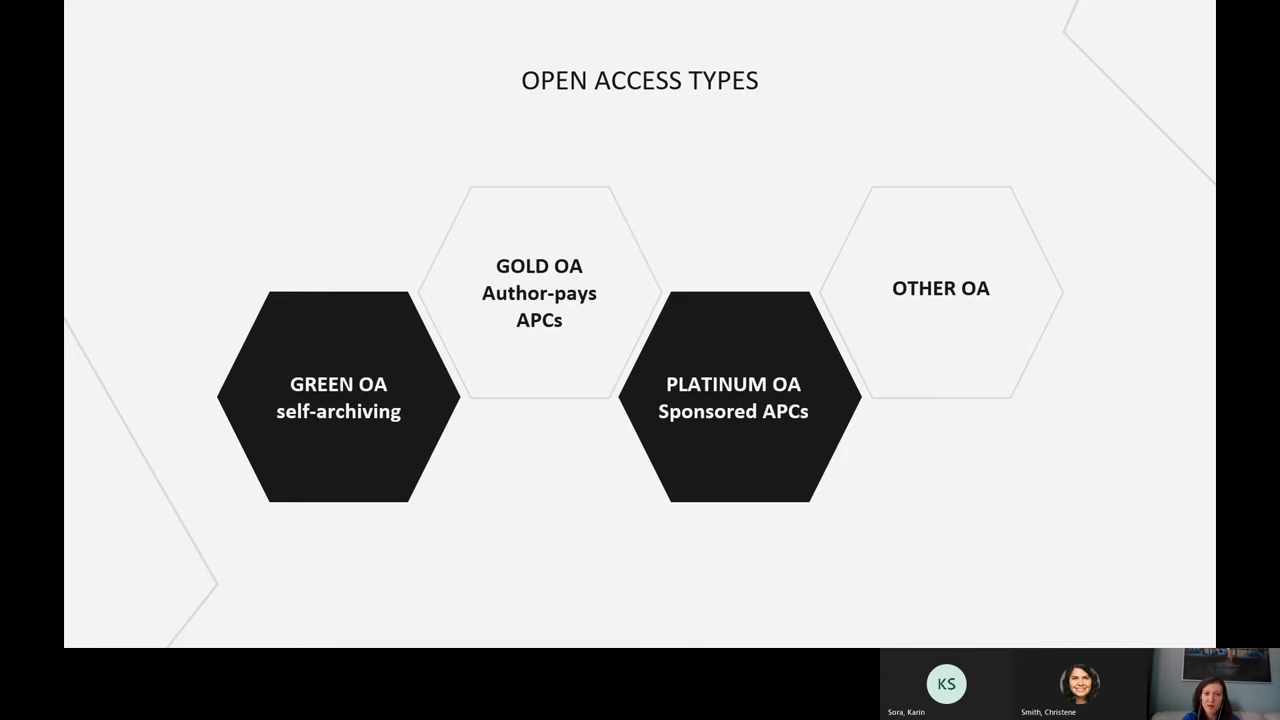 OPEN ACCESS TYPES
GREEN OA
self-archiving
GOLD OA
Author-pays
APCs
PLATINUM OA
Sponsored APCs
OTHER OA
KS
Sora, Karin
Smith, Christene